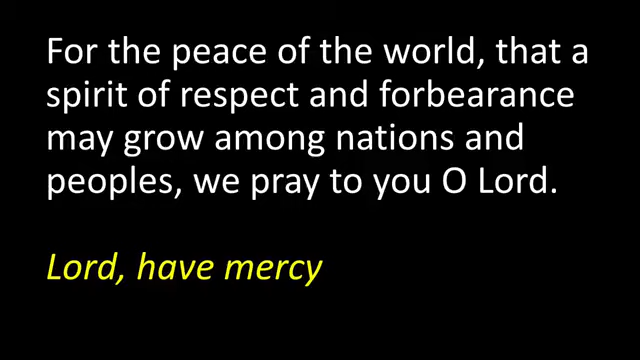 For the peace of the world, that a
spirit of respect and forbearance
may grow among nations and
peoples, we pray to you O Lord.
Lord, have mercy